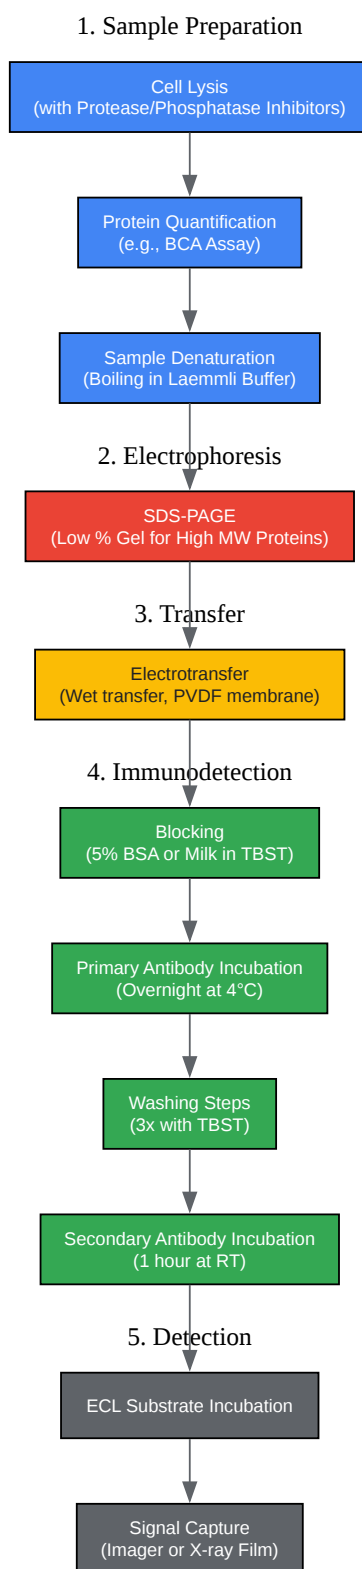 1. Sample Preparation
Cell Lysis
(with Protease/Phosphatase Inhibitors)
Protein Quantification
(e.g., BCA Assay)
Sample Denaturation
(Boiling in Laemmli Buffer)
2. Electrophoresis
SDS-PAGE
(Low % Gel for High MW Proteins)
3. Transfer
Electrotransfer
(Wet transfer, PVDF membrane)
4. Immunodetection
Blocking
(5% BSA or Milk in TBST)
Primary Antibody Incubation
(Overnight at 4°C)
Washing Steps
(3x with TBST)
Secondary Antibody Incubation
(1 hour at RT)
5. Detection
ECL Substrate Incubation
Signal Capture
(Imager or X-ray Film)